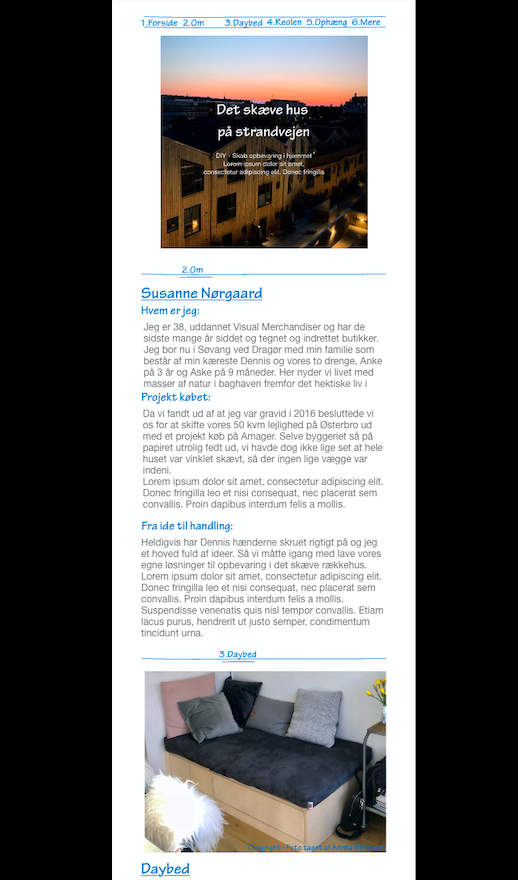 1.Forside 2.Om 3.Daybed 4.Reolen 5.Ophæng 6.Mere
Det skæve hus
på strandvejen
DIY - Skab opbevaring i hjemmet
Lorem ipsum color sit amet,
consectetur adipiscing elit. Donec fringilla
2.Om
Susanne Nørgaard
Hvem er jeg:
Jeg er 38, uddannet Visual Merchandiser og har de
sidste mange år siddet og tegnet og indrettet butikker.
Jeg bor nu i Søvang ved Dragør med min familie som
består af min kæreste Dennis og vores to drenge, Anke
på 3 år og Aske på 9 måneder. Her nyder vi livet med
masser af natur i baghaven fremfor det hektiske liv i
Projekt købet:
Da vi fandt ud af at jeg var gravid i 2016 besluttede vi
os for at skifte vores 50 kvm lejlighed på Østerbro ud
med et projekt køb på Amager. Selve byggeriet så på
papiret utrolig fedt ud, vi havde dog ikke lige set at hele
huset var vinklet skævt, så der ingen lige vægge var
indeni.
Lorem ipsum dolor sit amet, consectetur adipiscing elit.
Donec fringilla leo et nisi consequat, nec placerat sem
convallis. Proin dapibus interdum felis a mollis.
Fra ide til handling:
Heldigvis har Dennis hænderne skruet rigtigt på og jeg
et hoved fuld af ideer. Så vi måtte igang med lave vores
egne løsninger til opbevaring i det skæve rækkehus.
Lorem ipsum dolor sit amet, consectetur adipiscing elit.
Donec fringilla leo et nisi consequat, nec placerat sem
convallis. Proin dapibus interdum felis a mollis.
Suspendisse venenatis quis nisl tempor convallis. Etiam
lacus purus, hendrerit ut justo semper, condimentum
tincidunt urna.
3.Daybed
Copyright - Foto taget af
Daybed